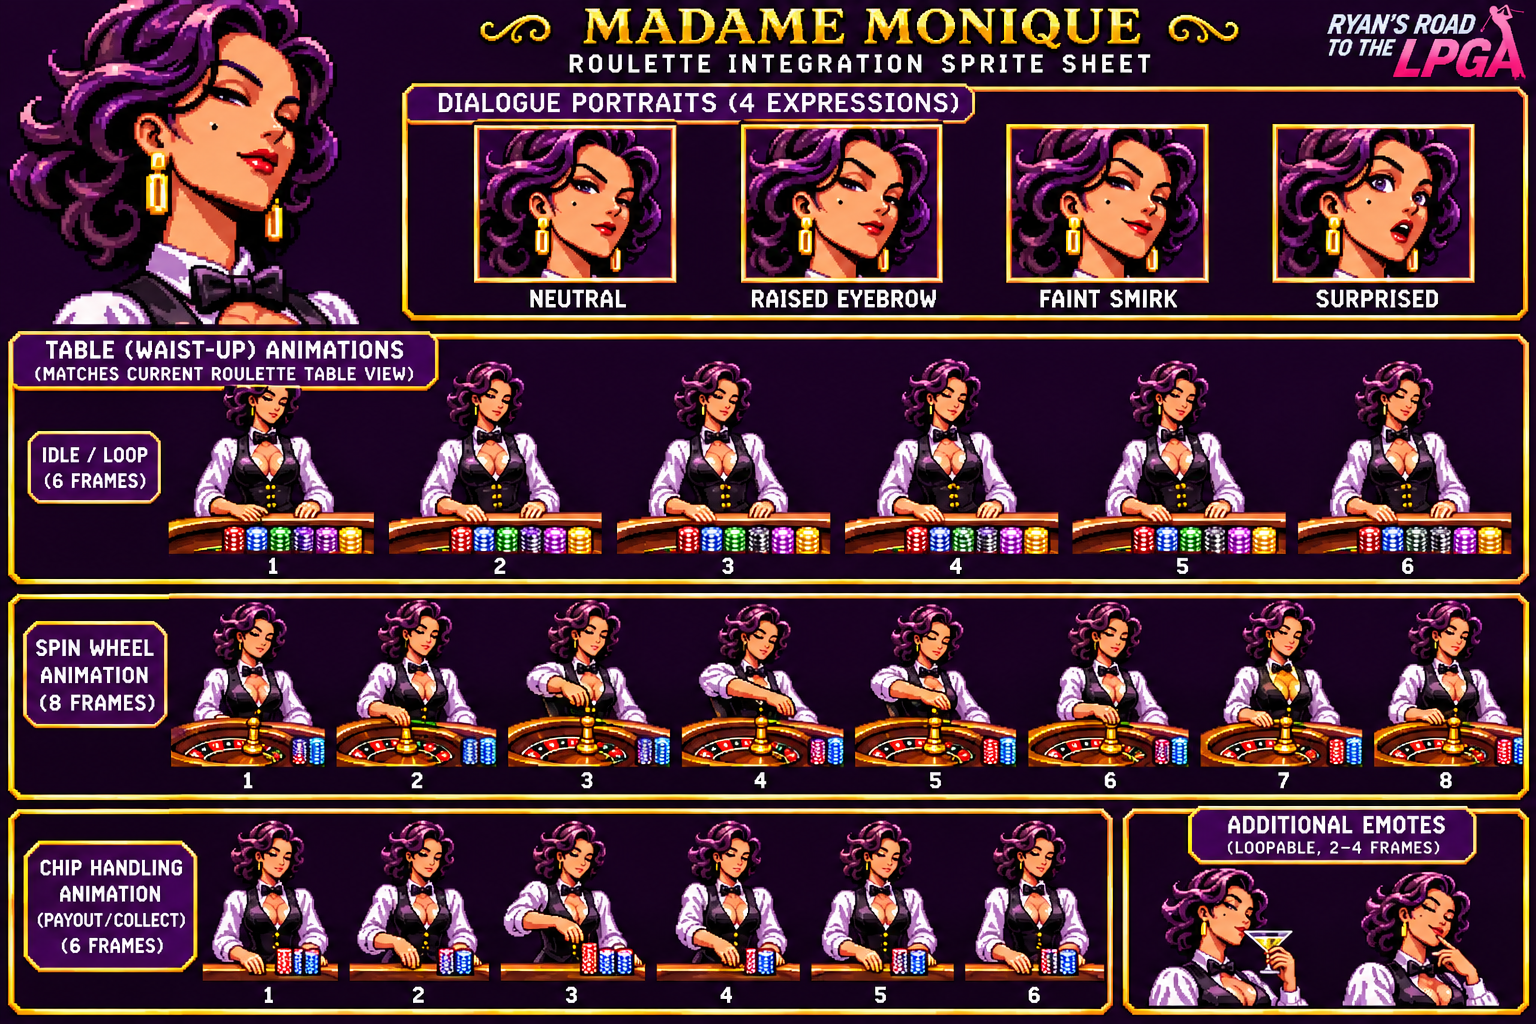 MADAME MONIQUE
ROULETTE INTEGRATION SPRITE SHEET
RYAN'S ROAD
TO THE LPGA
DIALOGUE PORTRAITS (4 EXPRESSIONS)
NEUTRAL
RAISED EYEBROW
FAINT SMIRK
SURPRISED
TABLE (WAIST-UP) ANIMATIONS
(MATCHES CURRENT ROULETTE TABLE VIEW)
IDLE / LOOP
(6 FRAMES)
1
2
3
4
5
6
SPIN WHEEL
ANIMATION
(8 FRAMES)
1
2
3
4
5
6
7
8
CHIP HANDLING
ANIMATION
(PAYOUT/COLLECT)
(6 FRAMES)
1
2
3
4
5
6
ADDITIONAL EMOTES
(LOOPABLE, 2-4 FRAMES)